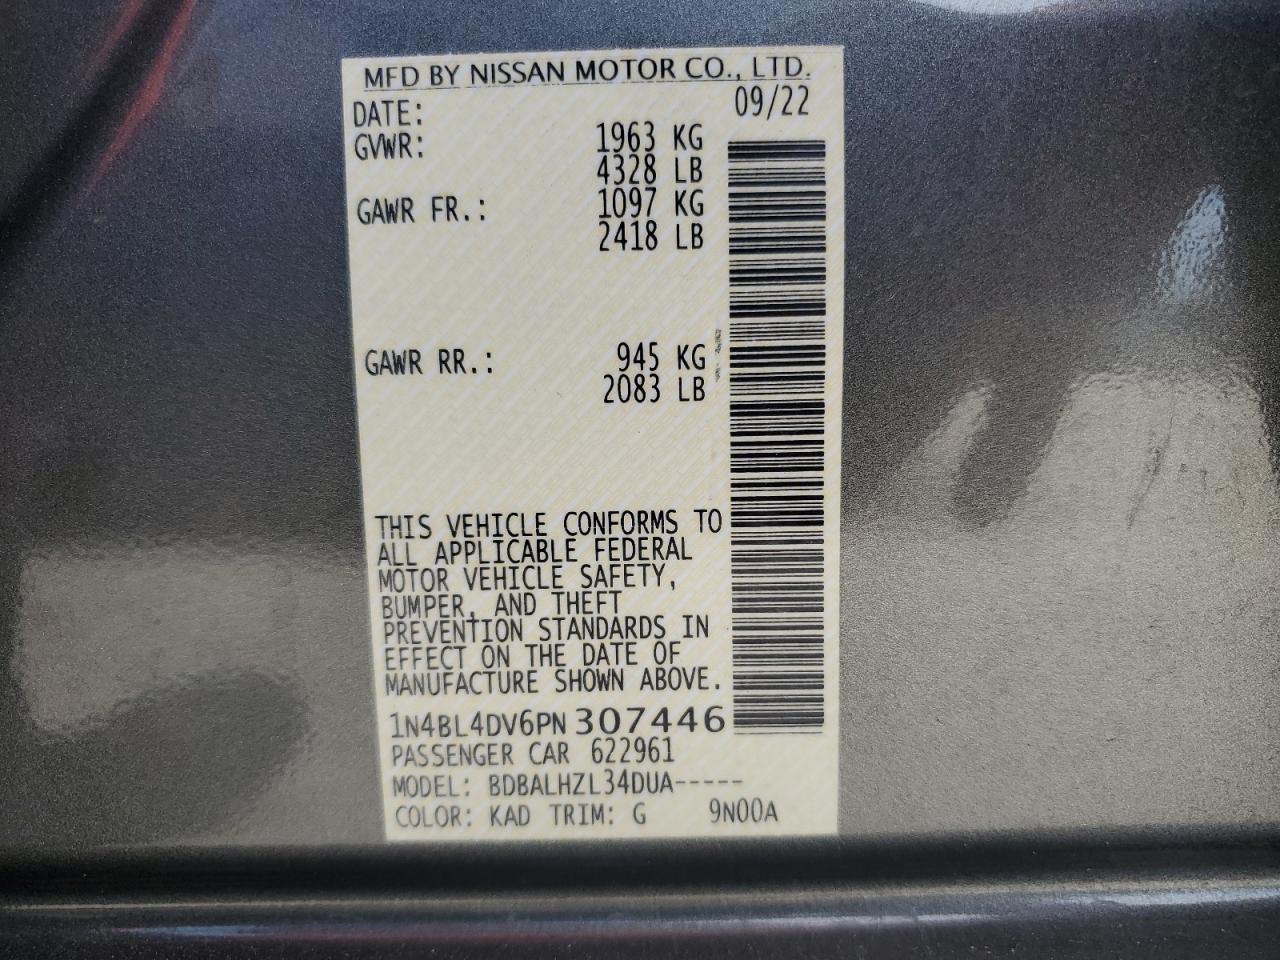 MFD BY NISSAN MOTOR CO., LTD.
DATE: 09/22
GVWR: 1963 KG
4328 LB
GAWR FR.: 1097 KG
2418 LB
GAWR RR.: 945 KG
2083 LB
THIS VEHICLE CONFORMS TO
ALL APPLICABLE FEDERAL
MOTOR VEHICLE SAFETY,
BUMPER, AND THEFT
PREVENTION STANDARDS IN
EFFECT ON THE DATE OF
MANUFACTURE SHOWN ABOVE.
1N4BL4DV6PN307446
PASSENGER CAR 622961
MODEL: BDBALHZL34DUA-----
COLOR: KAD TRIM: G 9N00A